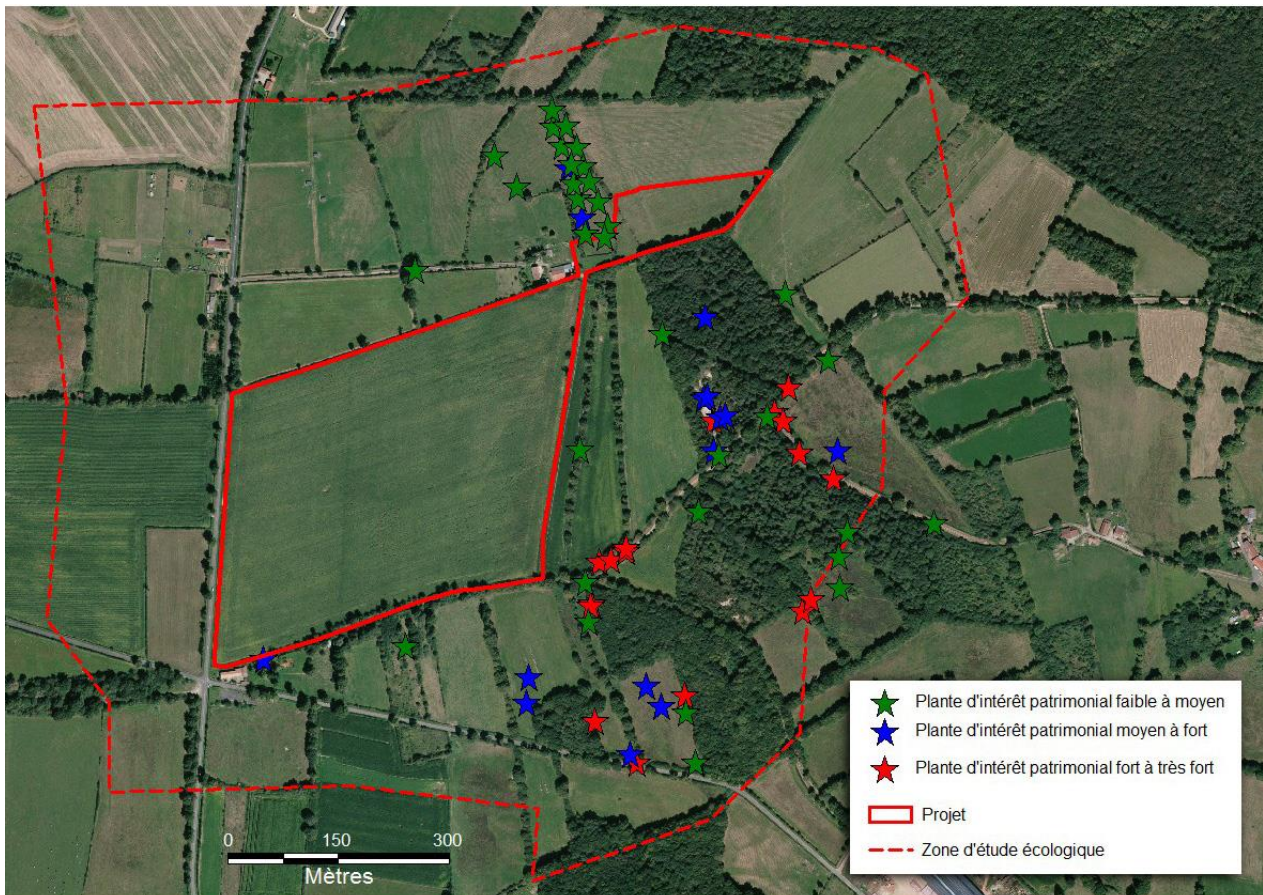 Plante d'intérêt patrimonial faible à moyen
Plante d'intérêt patrimonial moyen à fort
Plante d'intérêt patrimonial fort à très fort
Projet
Zone d'étude écologique
0 150 300
Mètres